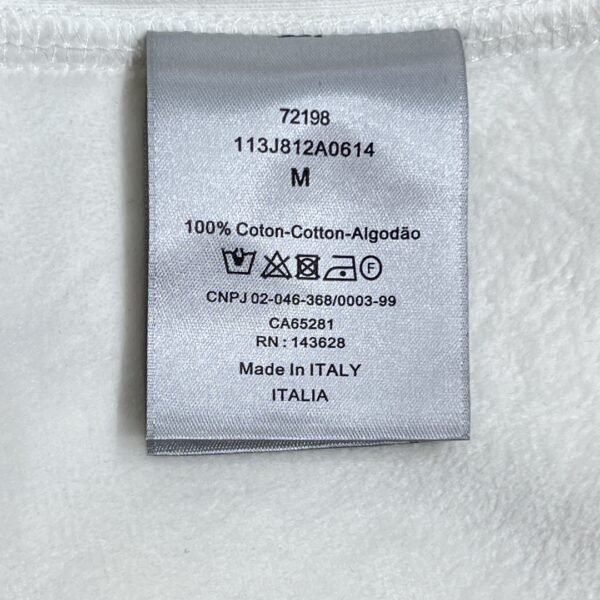 72198
113J812A0614
M
100% Coton-Cotton-Algodão
F
CNPJ 02-046-368/0003-99
CA65281
RN : 143628
Made In ITALY
ITALIA